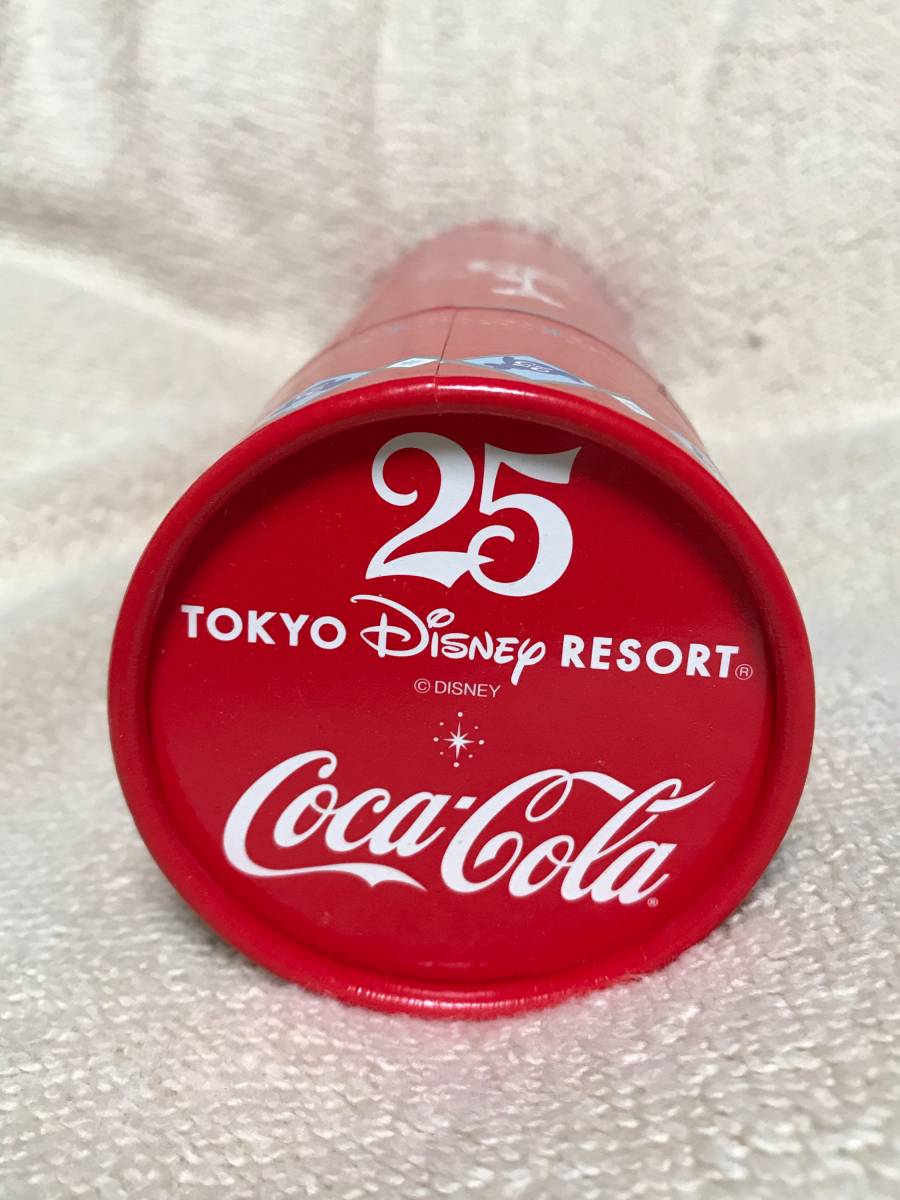 25
TOKYO DISNEY RESORT®
© DISNEY
Coca-Cola®